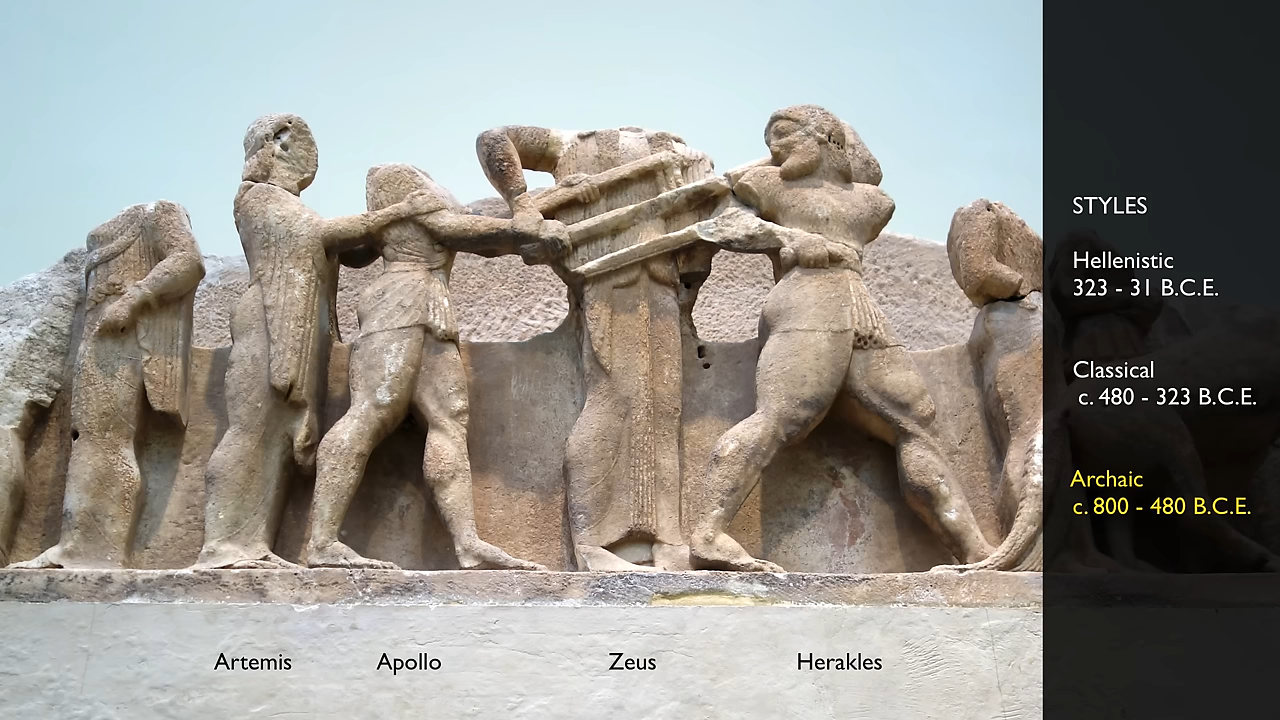 STYLES
Hellenistic
323 - 31 B.C.E.
Classical
c. 480 - 323 B.C.E.
Archaic
c. 800 - 480 B.C.E.
Artemis
Apollo
Zeus
Herakles